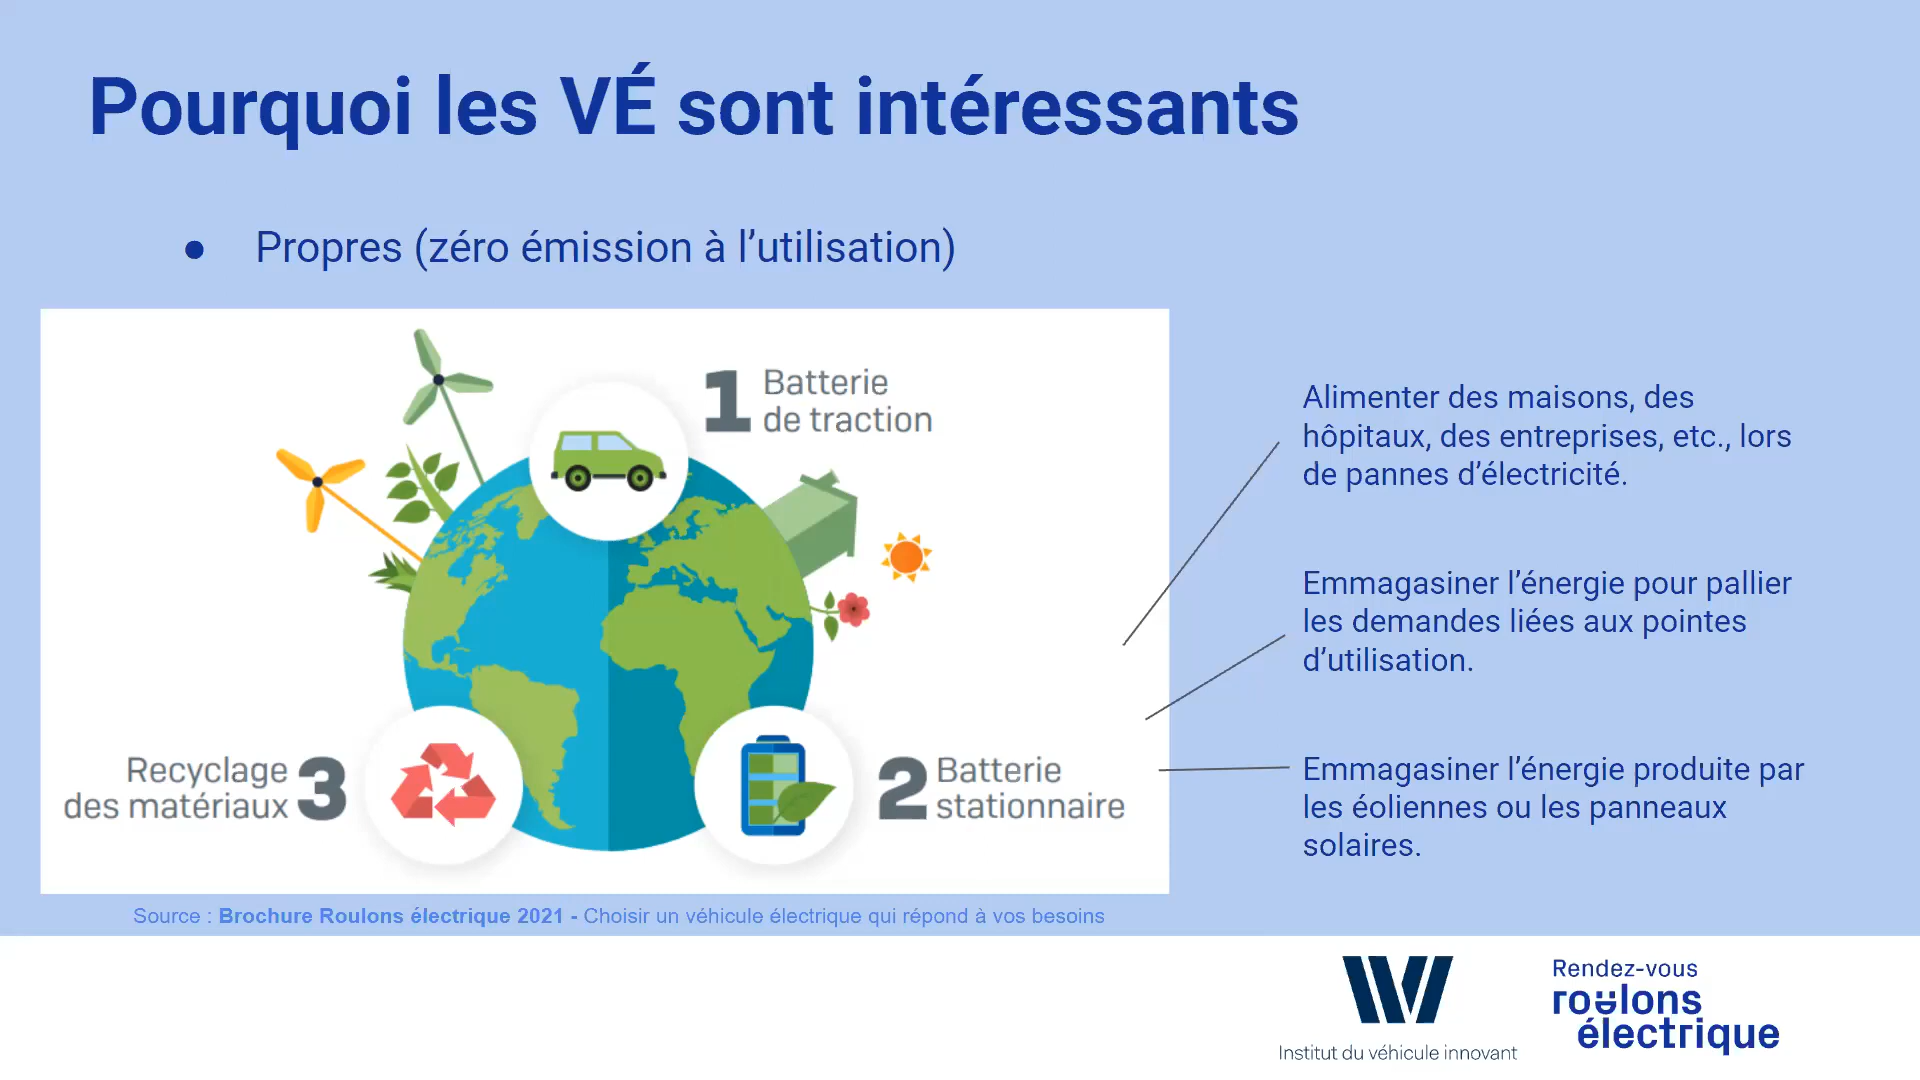 Pourquoi les VÉ sont intéressants
● Propres (zéro émission à l’utilisation)
1 Batterie
de traction
Alimenter des maisons, des
hôpitaux, des entreprises, etc., lors
de pannes d’électricité.
Emmagasiner l’énergie pour pallier
les demandes liées aux pointes
d’utilisation.
Recyclage
des matériaux 3
2 Batterie
stationnaire
Emmagasiner l’énergie produite par
les éoliennes ou les panneaux
solaires.
Source : Brochure Roulons électrique 2021 - Choisir un véhicule électrique qui répond à vos besoins
Institut du véhicule innovant
Rendez-vous
roulons
électrique